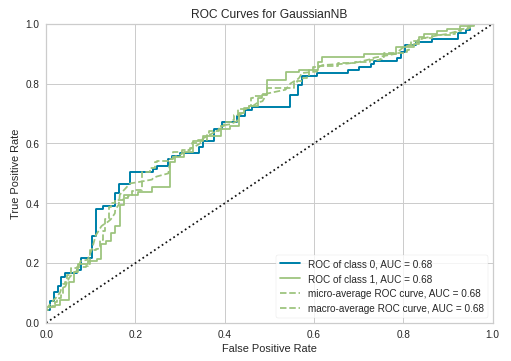 ROC Curves for GaussianNB
1.0
0.8
0.6
0.4
0.2
0.0
True Positive Rate
ROC of class 0, AUC = 0.68
ROC of class 1, AUC = 0.68
micro-average ROC curve, AUC = 0.68
macro-average ROC curve, AUC = 0.68
0.0 0.2 0.4 0.6 0.8 1.0
False Positive Rate